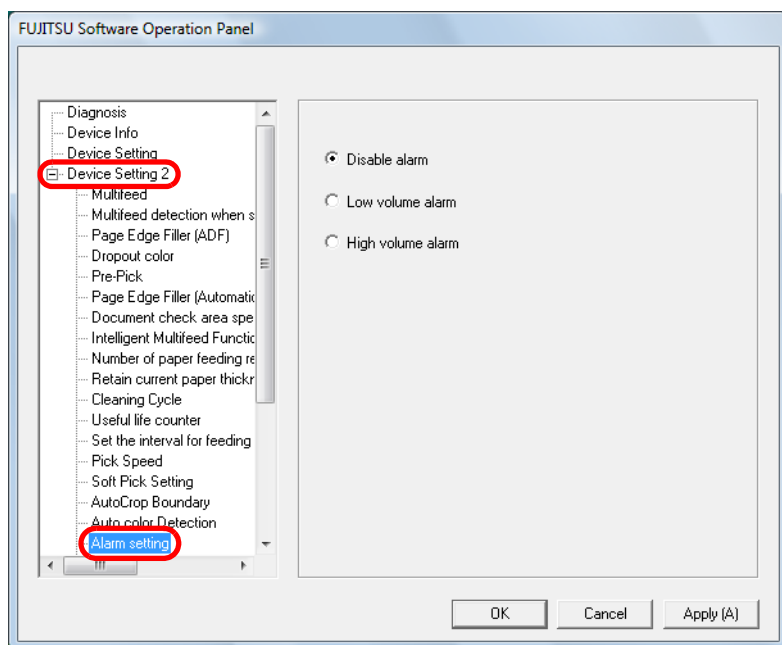 FUJITSU Software Operation Panel
Diagnosis
Device Info
Device Setting
Device Setting 2
Multifeed
Multifeed detection when s
Page Edge Filler (ADF)
Dropout color
Pre-Pick
Page Edge Filler (Automatic
Document check area spe
Intelligent Multifeed Functic
Number of paper feeding re
Retain current paper thickr
Cleaning Cycle
Useful life counter
Set the interval for feeding
Pick Speed
Soft Pick Setting
AutoCrop Boundary
Auto color Detection
Alarm setting
Disable alarm
Low volume alarm
High volume alarm
OK Cancel Apply (A)